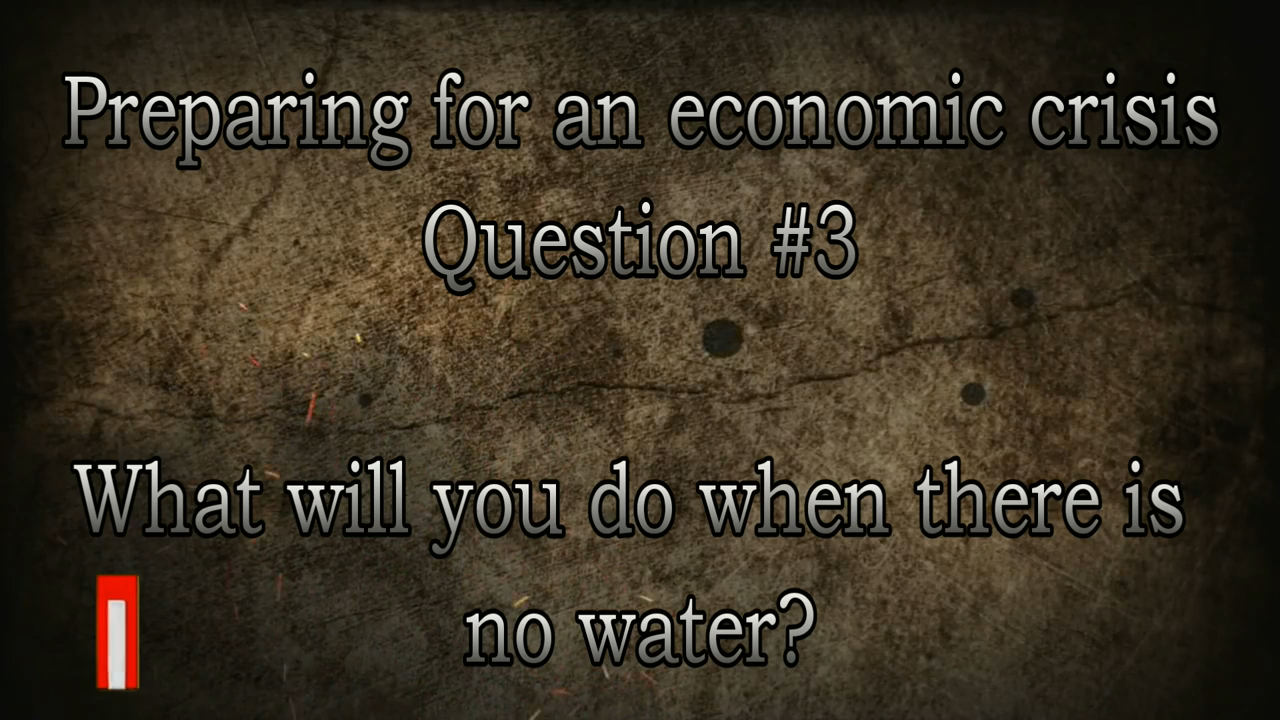 Preparing for an economic crisis
Question #3
What will you do when there is
no water?